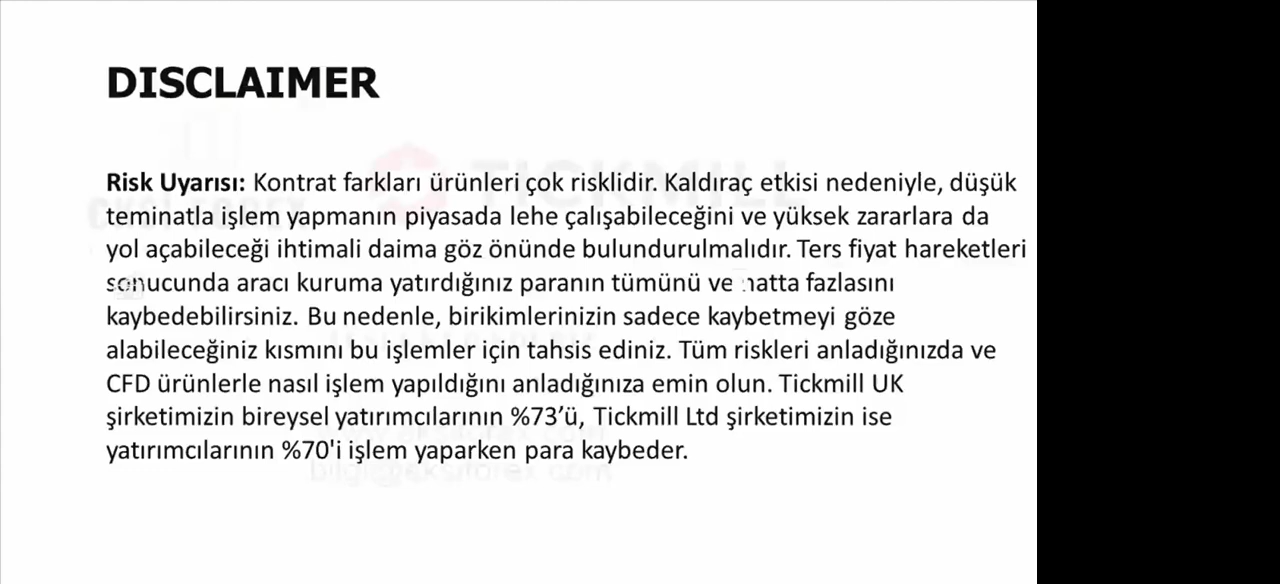 DISCLAIMER
TICKMILL
Risk Uyarısı: Kontrat farkları ürünleri çok risklidir. Kaldıraç etkisi nedeniyle, düşük
teminatla işlem yapmanın piyasada lehe çalışabileceğini ve yüksek zararlara da
yol açabileceği ihtimali daima göz önünde bulundurulmalıdır. Ters fiyat hareketleri
sonucunda aracı kuruma yatırdığınız paranın tümünü ve hatta fazlasını
kaybedebilirsiniz. Bu nedenle, birikimlerinizin sadece kaybetmeyi göze
alabileceğiniz kısmını bu işlemler için tahsis ediniz. Tüm riskleri anladığınızda ve
CFD ürünlerle nasıl işlem yapıldığını anladığınıza emin olun. Tickmill UK
şirketimizin bireysel yatırımcılarının %73’ü, Tickmill Ltd şirketimizin ise
yatırımcılarının %70'i işlem yaparken para kaybeder.